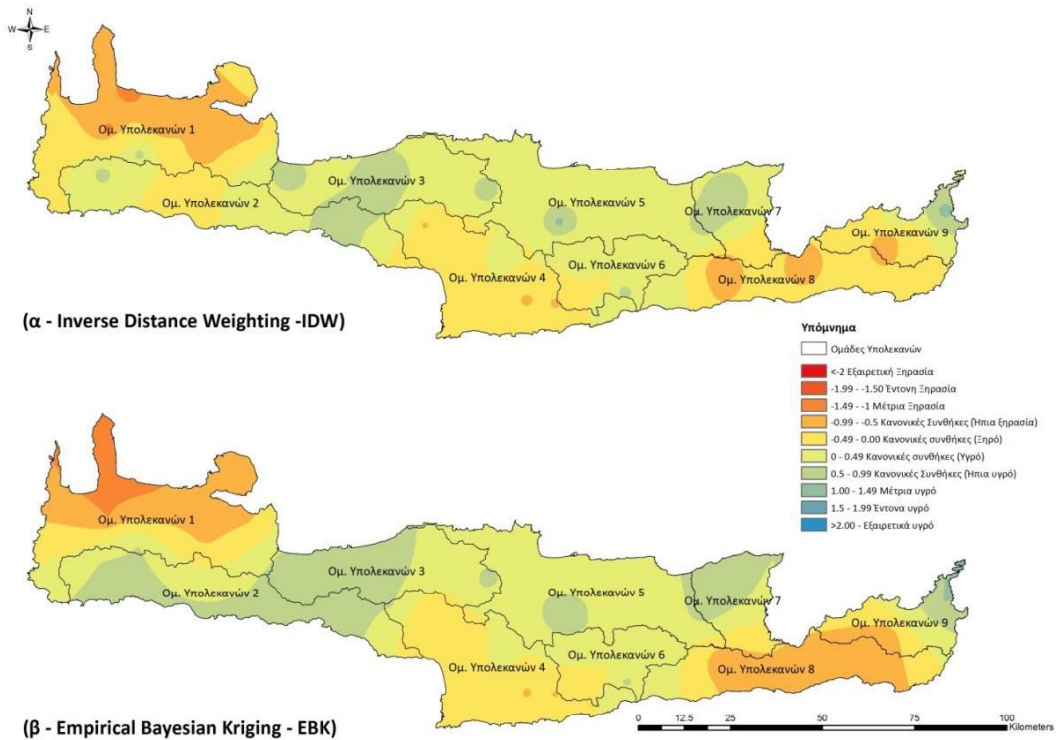 N
W E
S
Ομ. Υπολεκανών 1
Ομ. Υπολεκανών 2
Ομ. Υπολεκανών 3
Ομ. Υπολεκανών 4
Ομ. Υπολεκανών 5
Ομ. Υπολεκανών 6
Ομ. Υπολεκανών 7
Ομ. Υπολεκανών 8
Ομ. Υπολεκανών 9
(α - Inverse Distance Weighting -IDW)
Υπόμνημα
Ομάδες Υπολεκανών
<-2 Εξαιρετική Ξηρασία
-1.99 - -1.50 Έντονη Ξηρασία
-1.49 - -1 Μέτρια Ξηρασία
-0.99 - -0.5 Κανονικές Συνθήκες (Ήπια ξηρασία)
-0.49 - 0.00 Κανονικές συνθήκες (Ξηρό)
0 - 0.49 Κανονικές συνθήκες (Υγρό)
0.5 - 0.99 Κανονικές Συνθήκες (Ήπια υγρό)
1.00 - 1.49 Μέτρια υγρό
1.5 - 1.99 Έντονα υγρό
>2.00 - Εξαιρετικά υγρό
Ομ. Υπολεκανών 1
Ομ. Υπολεκανών 2
Ομ. Υπολεκανών 3
Ομ. Υπολεκανών 4
Ομ. Υπολεκανών 5
Ομ. Υπολεκανών 6
Ομ. Υπολεκανών 7
Ομ. Υπολεκανών 8
Ομ. Υπολεκανών 9
(β - Empirical Bayesian Kriging - EBK)
0 12.5 25 50 75 100
Kilometers